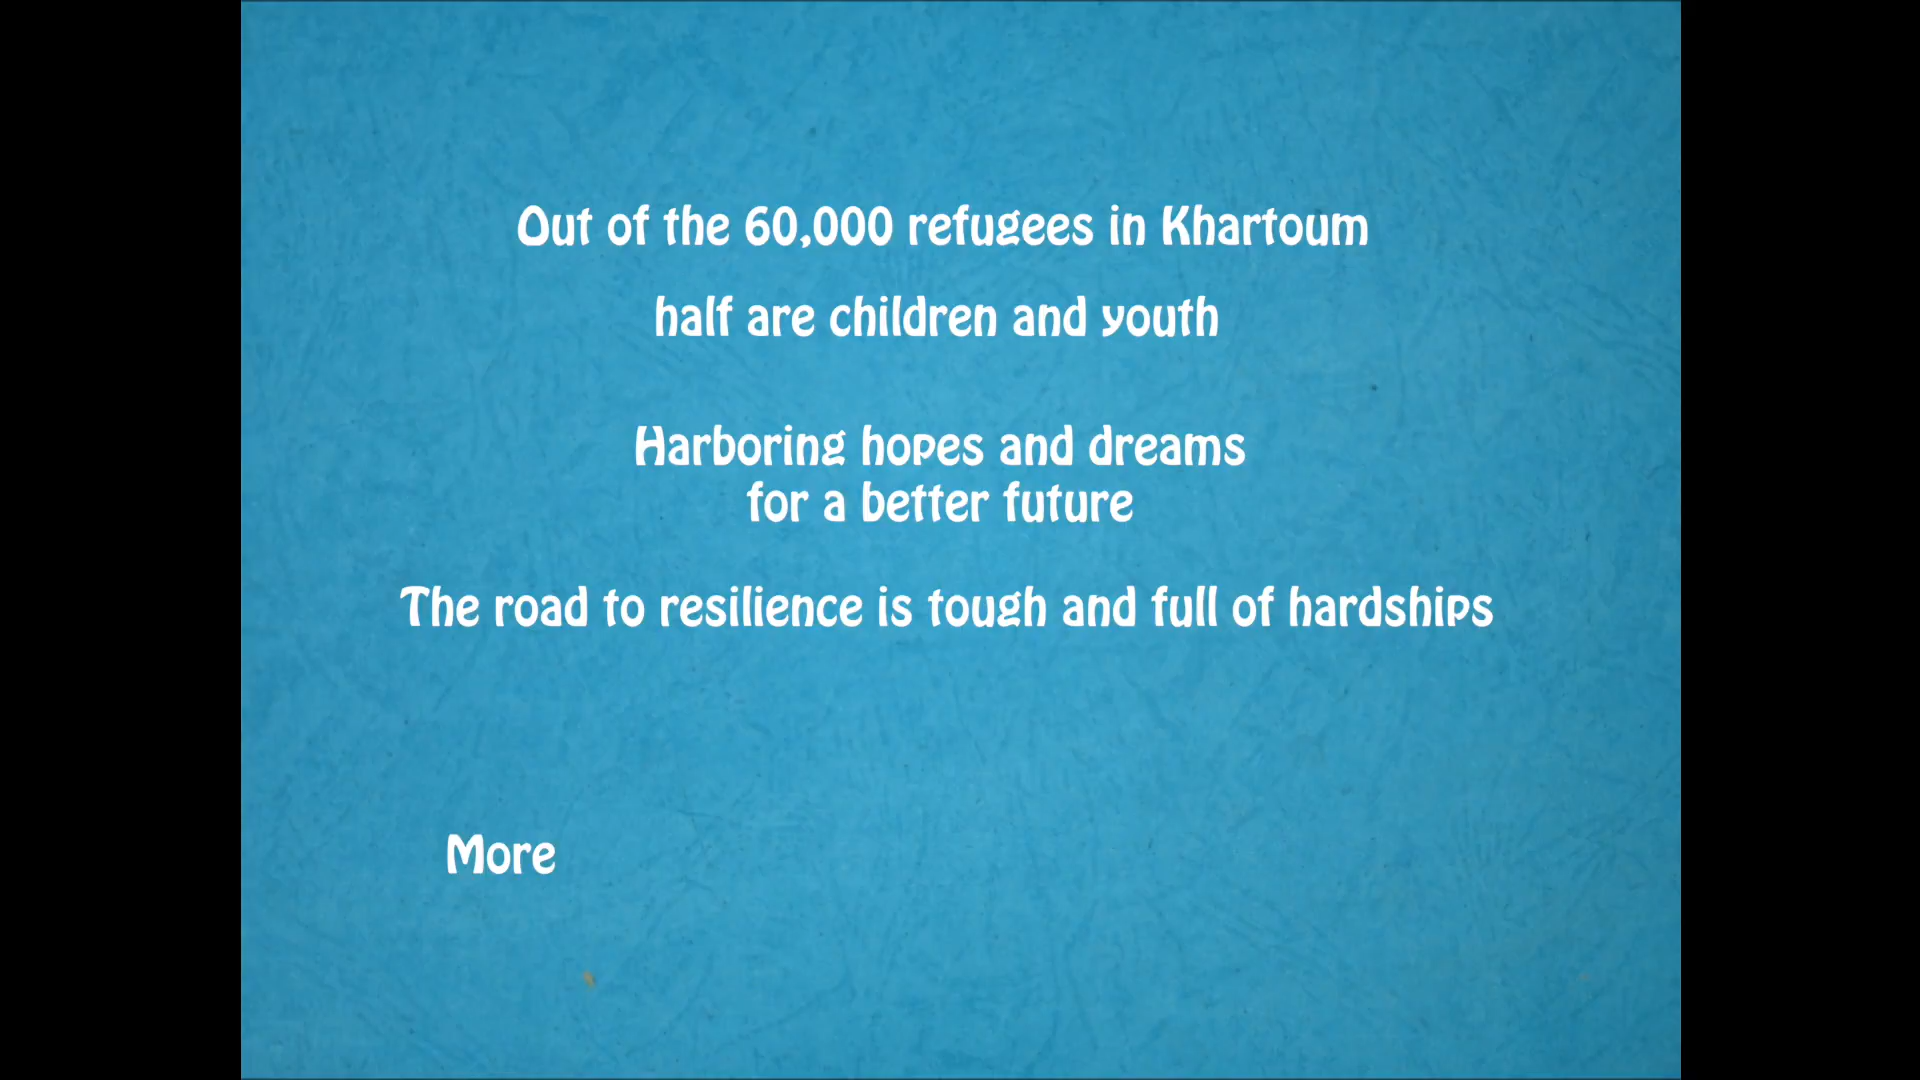 Out of the 60,000 refugees in Khartoum
half are children and youth
Harboring hopes and dreams
for a better future
The road to resilience is tough and full of hardships
More